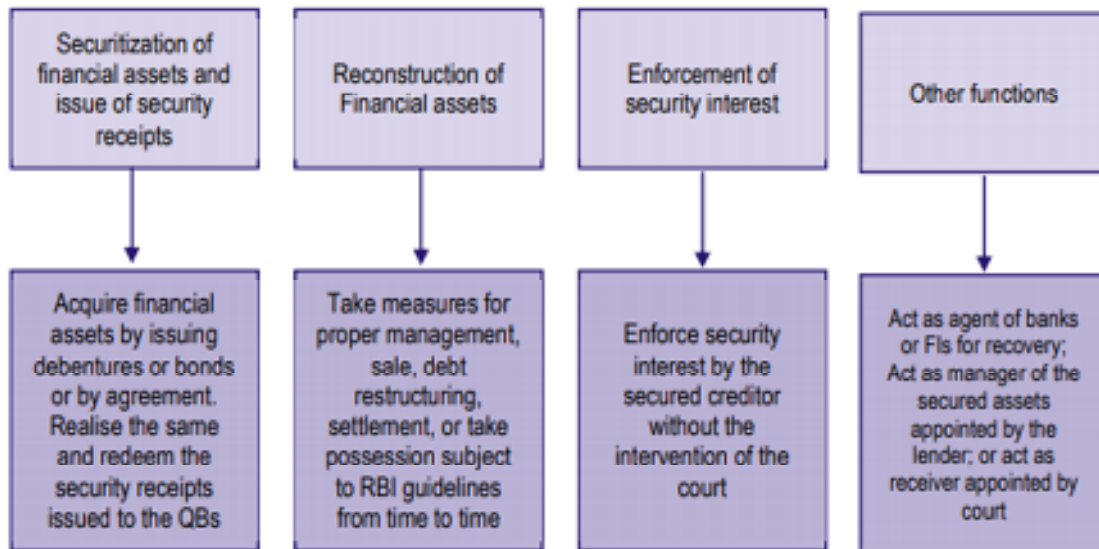 Securitization of
financial assets and
issue of security
receipts
Reconstruction of
Financial assets
Enforcement of
security interest
Other functions
Acquire financial
assets by issuing
debentures or bonds
or by agreement.
Realise the same
and redeem the
security receipts
issued to the QBs
Take measures for
proper management,
sale, debt
restructuring,
settlement, or take
possession subject
to RBI guidelines
from time to time
Enforce security
interest by the
secured creditor
without the
intervention of the
court
Act as agent of banks
or FIs for recovery;
Act as manager of the
secured assets
appointed by the
lender; or act as
receiver appointed by
court